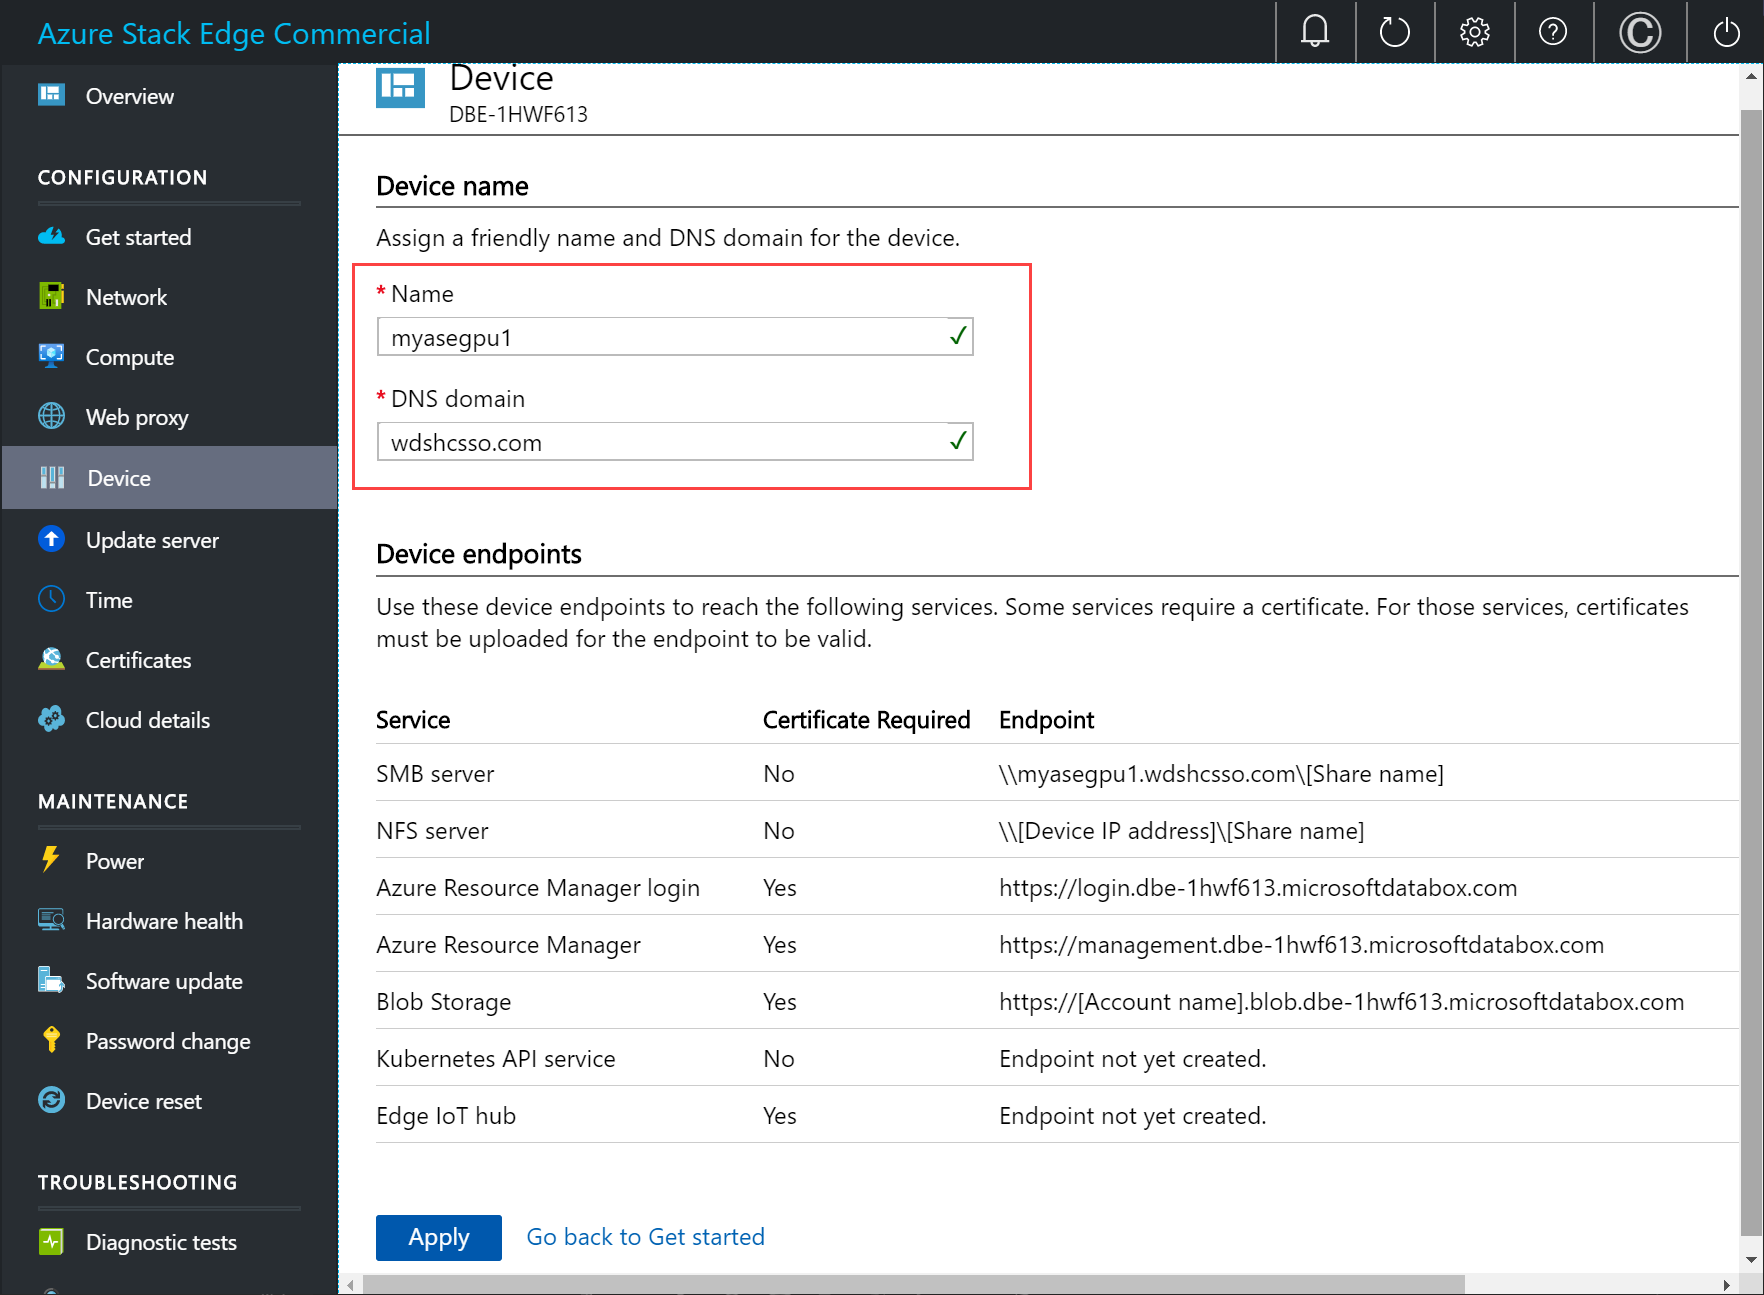 Azure Stack Edge Commercial
Overview
CONFIGURATION
Get started
Network
Compute
Web proxy
Device
Update server
Time
Certificates
Cloud details
MAINTENANCE
Power
Hardware health
Software update
Password change
Device reset
TROUBLESHOOTING
Diagnostic tests
Device
DBE-1HWF613
Device name
Assign a friendly name and DNS domain for the device.
* Name
myasegpu1
* DNS domain
wdshcsso.com
Device endpoints
Use these device endpoints to reach the following services. Some services require a certificate. For those services, certificates
must be uploaded for the endpoint to be valid.
Service Certificate Required Endpoint
SMB server No \\myasegpu1.wdshcsso.com\[Share name]
NFS server No \\[Device IP address]\[Share name]
Azure Resource Manager login Yes https://login.dbe-1hwf613.microsoftdatabox.com
Azure Resource Manager Yes https://management.dbe-1hwf613.microsoftdatabox.com
Blob Storage Yes https://[Account name].blob.dbe-1hwf613.microsoftdatabox.com
Kubernetes API service No Endpoint not yet created.
Edge IoT hub Yes Endpoint not yet created.
Apply Go back to Get started